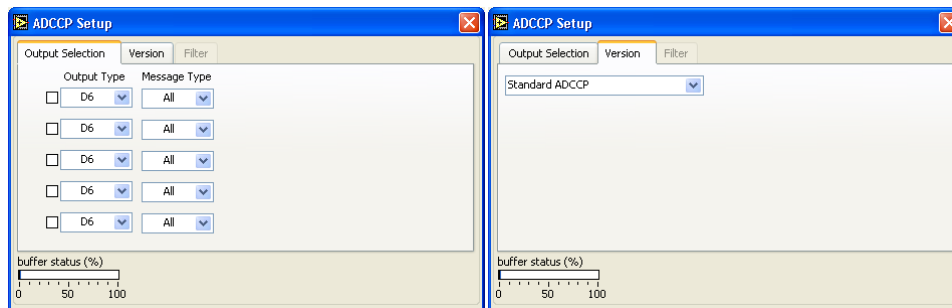 ADCCP Setup
Output Selection Version Filter
Output Type Message Type
D6 All
D6 All
D6 All
D6 All
D6 All
buffer status (%)
0 50 100
ADCCP Setup
Output Selection Version Filter
Standard ADCCP
buffer status (%)
0 50 100